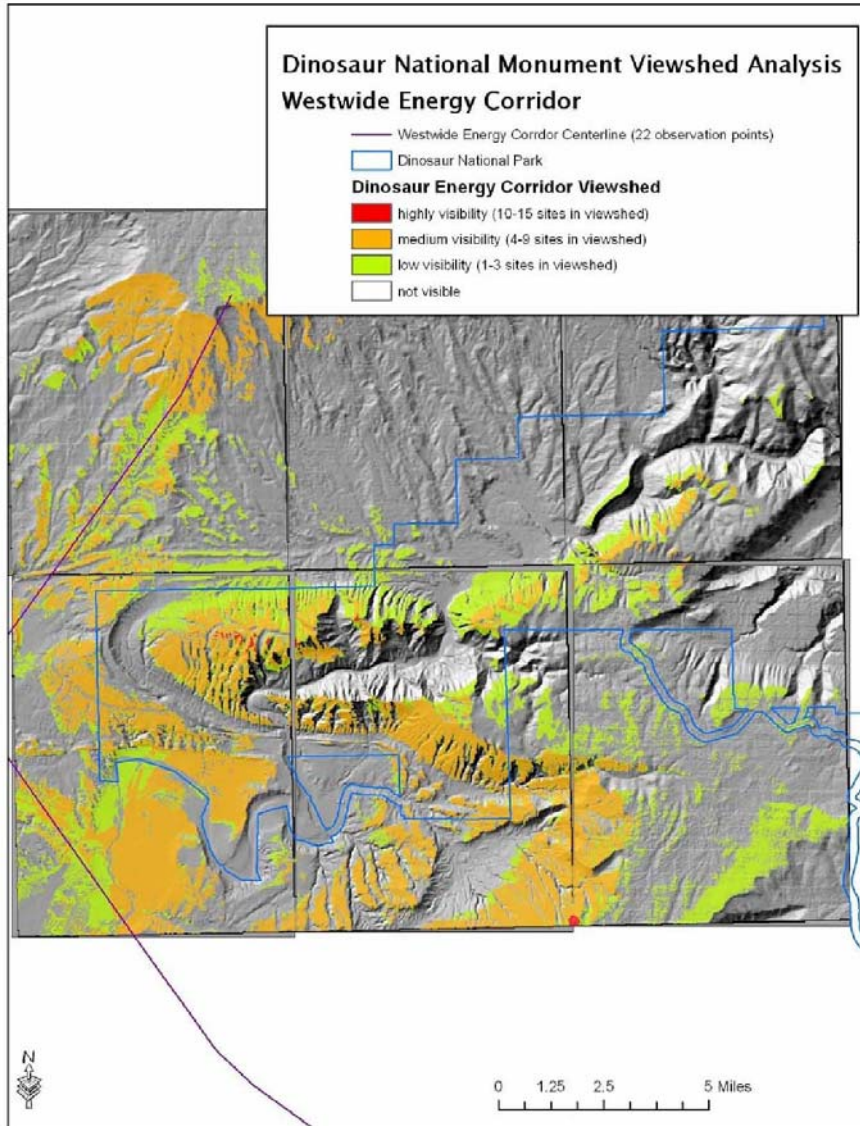 Dinosaur National Monument Viewshed Analysis
Westwide Energy Corridor
Westwide Energy Corrdor Centerline (22 observation points)
Dinosaur National Park
Dinosaur Energy Corridor Viewshed
highly visibility (10-15 sites in viewshed)
medium visibility (4-9 sites in viewshed)
low visibility (1-3 sites in viewshed)
not visible
N
0 1.25 2.5 5 Miles